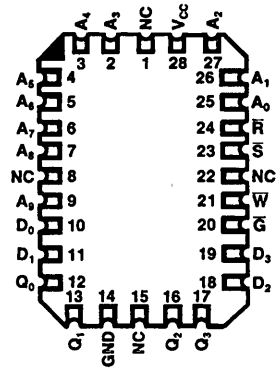 A₄ A₃ NC V_CC A₂
3 2 1 28 27
A₅ 4 26 A₁
A₆ 5 25 A₀
A₇ 6 24 R̅
A₈ 7 23 S̅
NC 8 22 NC
A₉ 9 21 W̅
D₀ 10 20 G̅
D₁ 11 19 D₃
Q₀ 12 18 D₂
13 14 15 16 17
Q₁ GND NC Q₂ Q₃